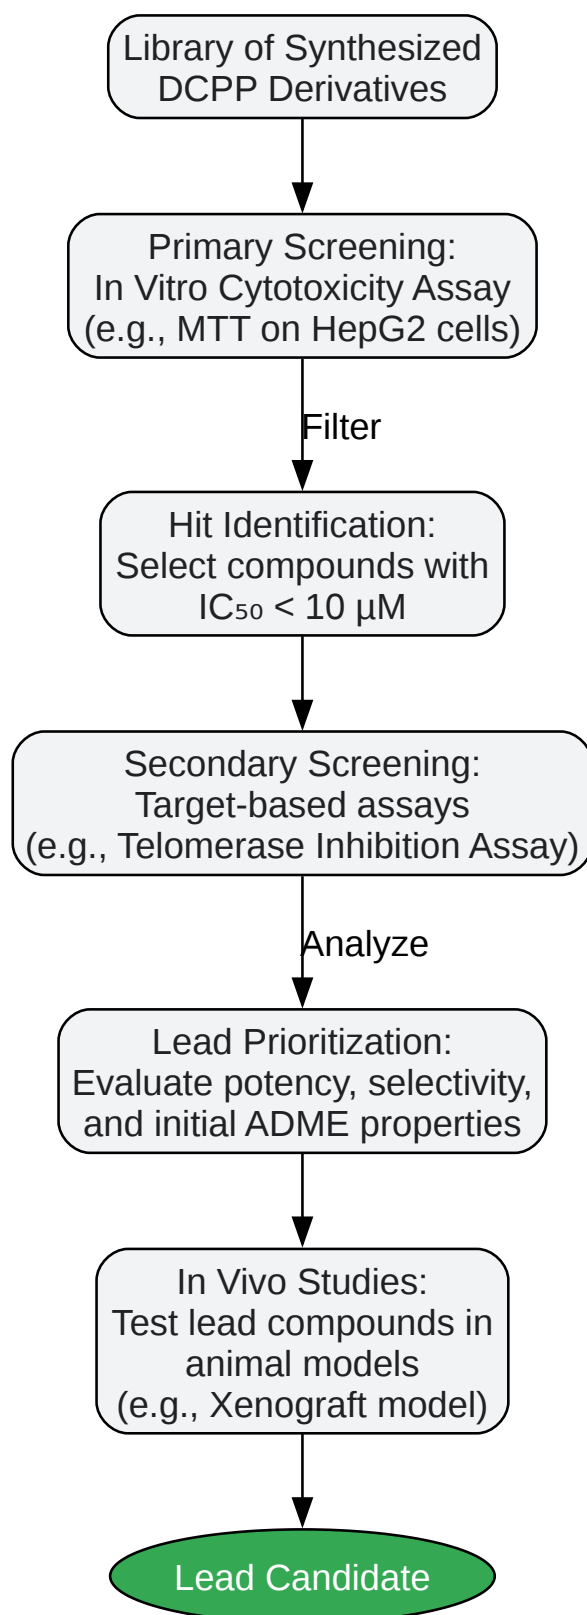 Library of Synthesized
DCPP Derivatives
Primary Screening:
In Vitro Cytotoxicity Assay
(e.g., MTT on HepG2 cells)
Filter
Hit Identification:
Select compounds with
IC₅₀ < 10 µM
Secondary Screening:
Target-based assays
(e.g., Telomerase Inhibition Assay)
Analyze
Lead Prioritization:
Evaluate potency, selectivity,
and initial ADME properties
In Vivo Studies:
Test lead compounds in
animal models
(e.g., Xenograft model)
Lead Candidate